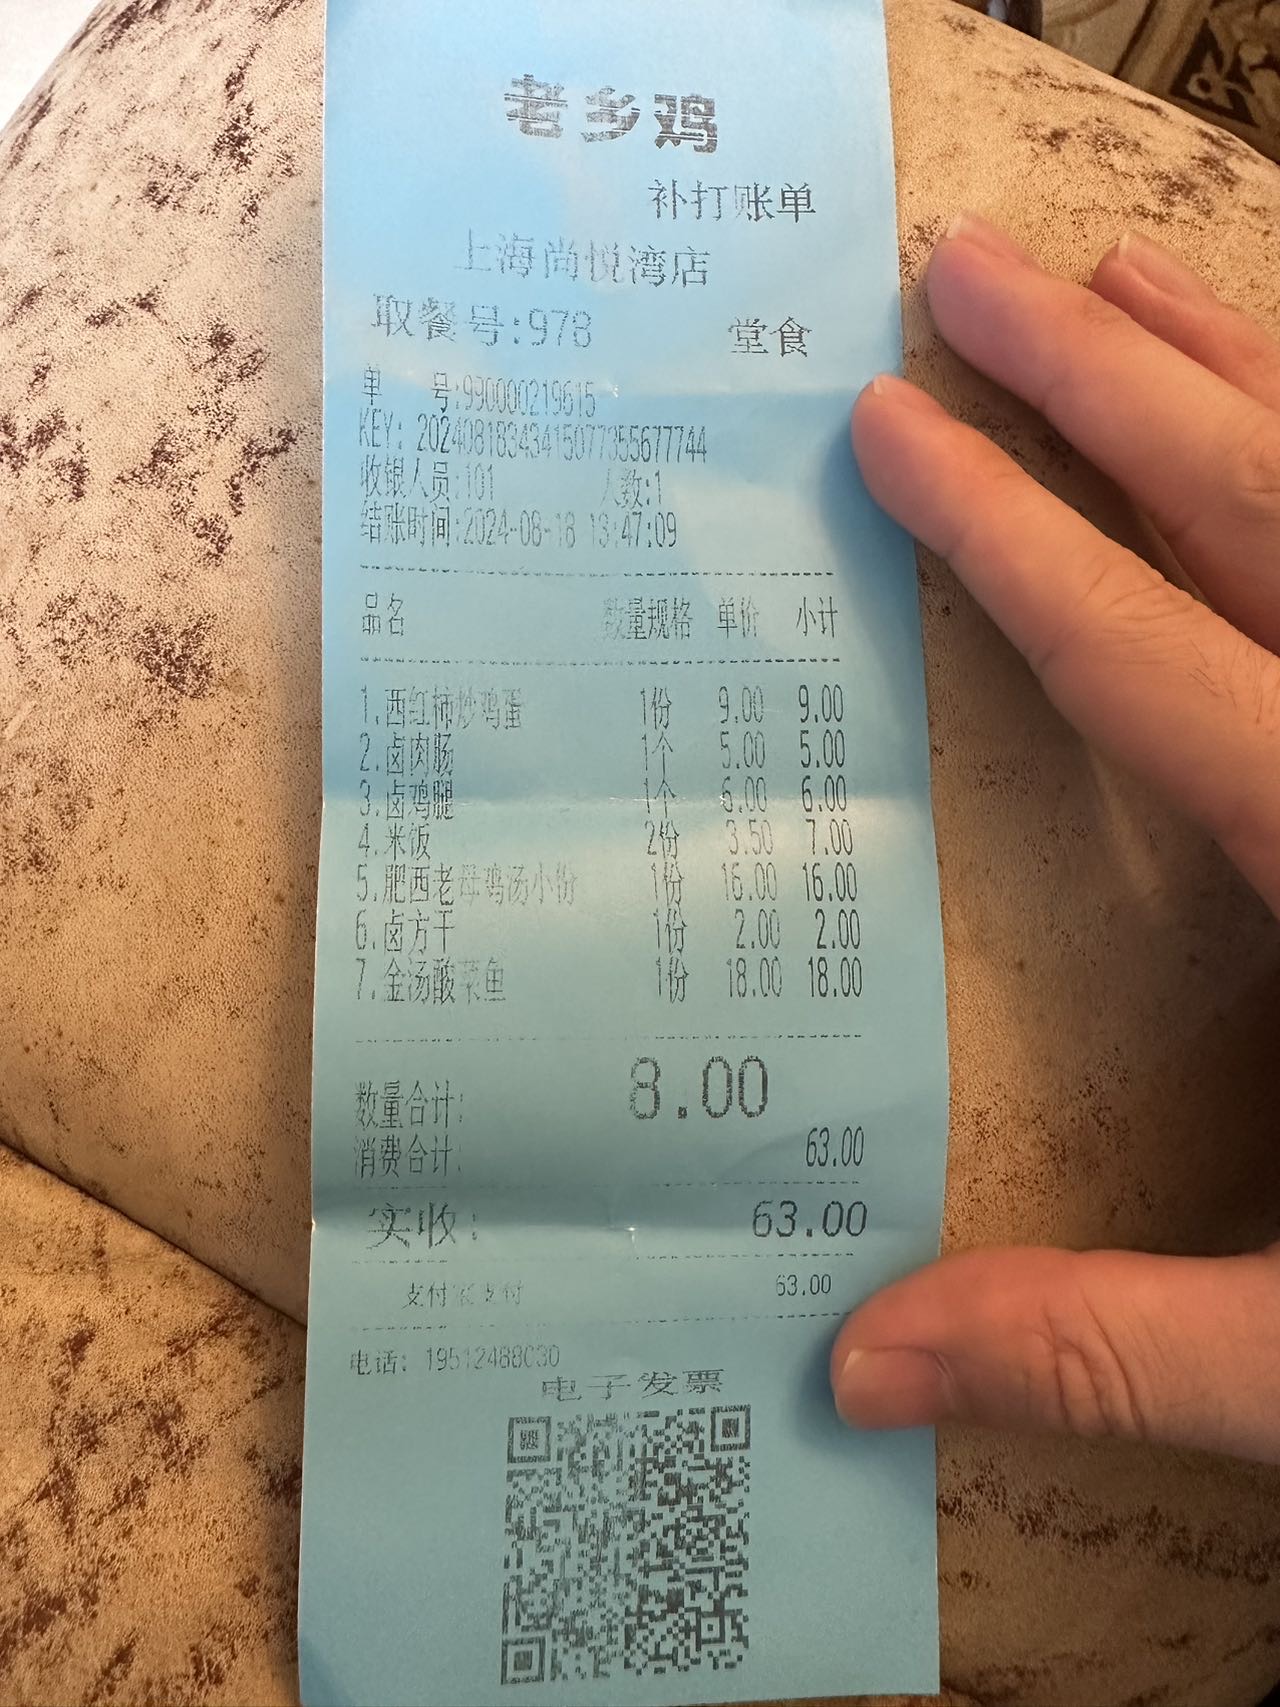 老乡鸡
补打账单
上海尚悦湾店
取餐号:978 堂食
单 号:990000219615
KEY: 20240818343415077355677744
收银人员:101 人数:1
结账时间:2024-08-18 13:47:09
品名 数量规格 单价 小计
1.西红柿炒鸡蛋 1份 9.00 9.00
2.卤肉肠 1个 5.00 5.00
3.卤鸡腿 1个 6.00 6.00
4.米饭 2份 3.50 7.00
5.肥西老母鸡汤小份 1份 16.00 16.00
6.卤方干 1份 2.00 2.00
7.金汤酸菜鱼 1份 18.00 18.00
数量合计: 8.00
消费合计: 63.00
实收: 63.00
支付宝支付 63.00
电话: 19512488030
电子发票